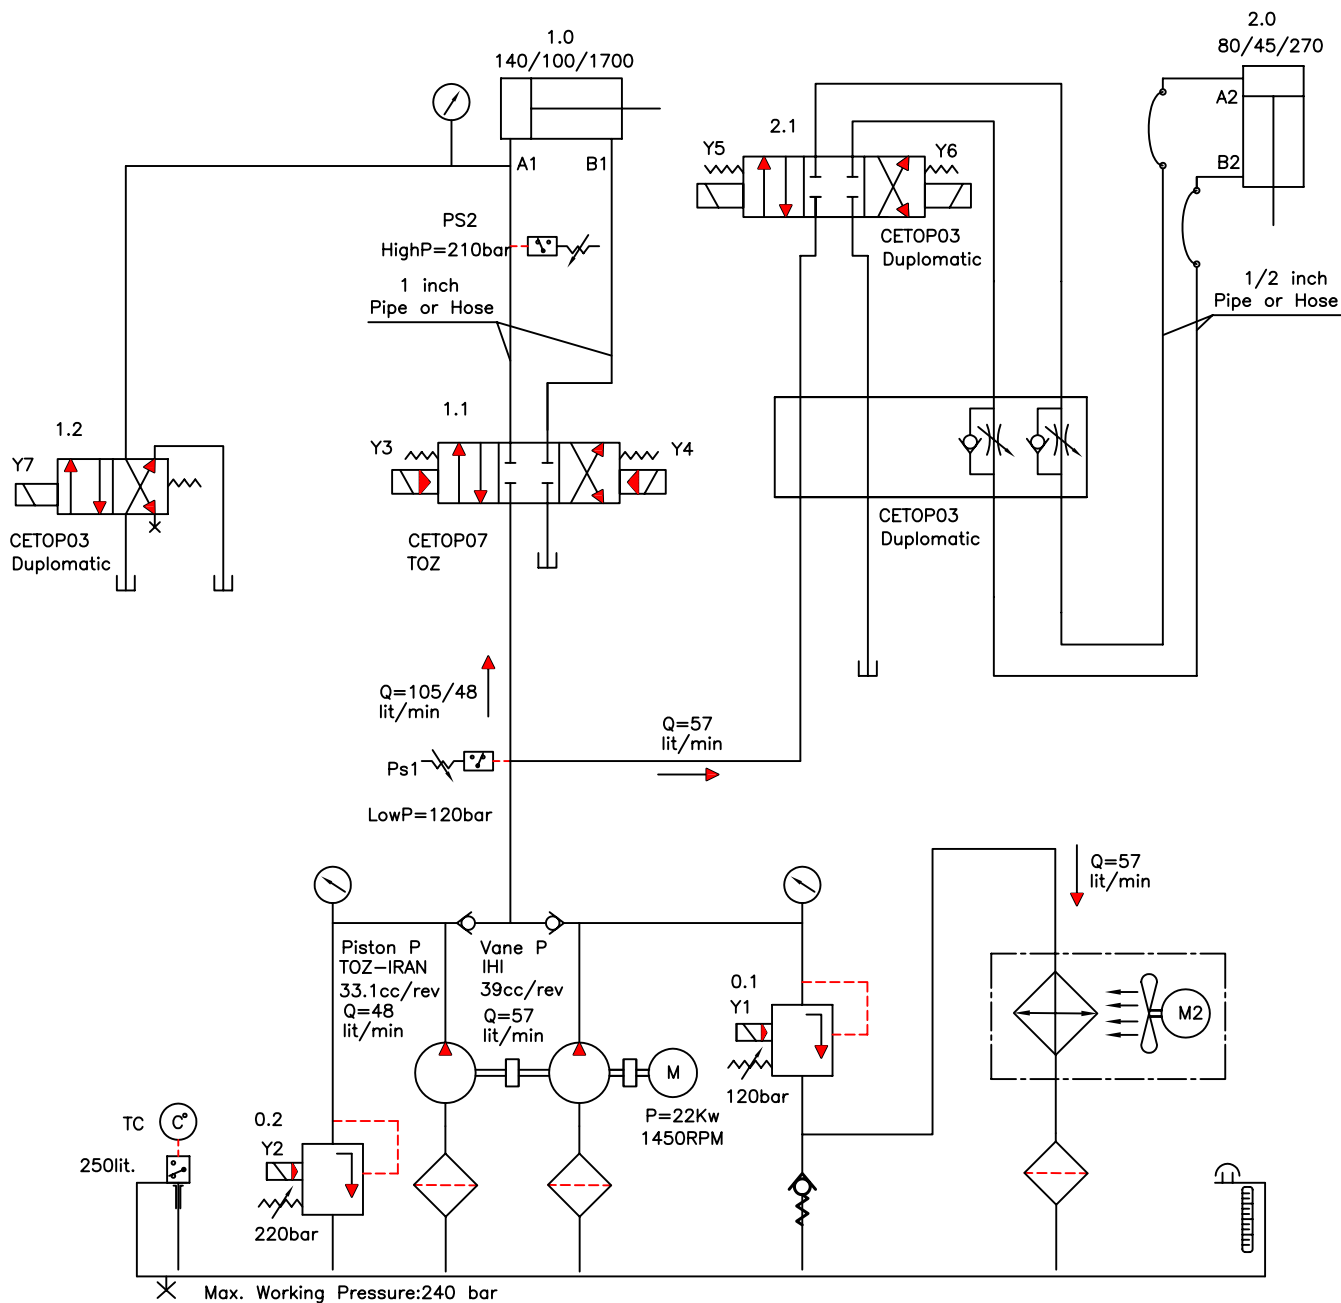 1.0
140/100/1700
2.0
80/45/270
A2
B2
2.1
Y5
Y6
A1
B1
PS2
HighP=210bar
CETOP03
Duplomatic
1 inch
Pipe or Hose
1/2 inch
Pipe or Hose
1.1
1.2
Y3
Y4
Y7
CETOP03
Duplomatic
CETOP07
TOZ
CETOP03
Duplomatic
Q=105/48
lit/min
Q=57
lit/min
Ps1
LowP=120bar
Q=57
lit/min
Piston P
TOZ-IRAN
33.1cc/rev
Q=48
lit/min
Vane P
IHI
39cc/rev
Q=57
lit/min
0.1
Y1
120bar
M2
M
P=22Kw
1450RPM
TC
C°
250lit.
0.2
Y2
220bar
Max. Working Pressure:240 bar